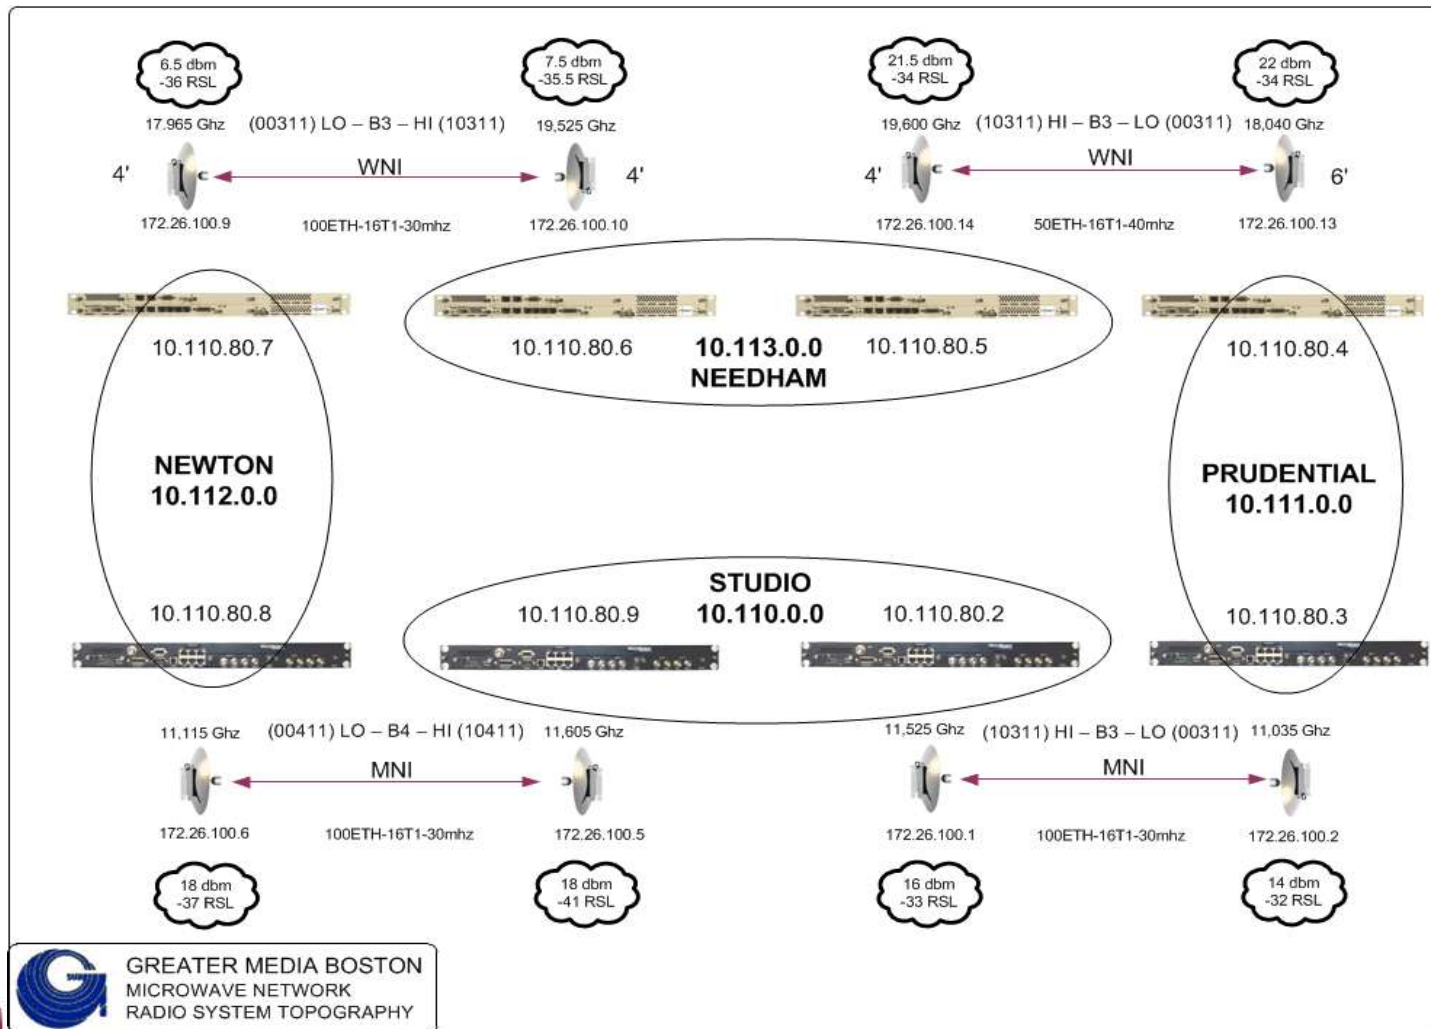 6.5 dbm
-36 RSL
7.5 dbm
-35.5 RSL
21.5 dbm
-34 RSL
22 dbm
-34 RSL
17.965 Ghz (00311) LO – B3 – HI (10311) 19,525 Ghz
19,600 Ghz (10311) HI – B3 – LO (00311) 18,040 Ghz
4' WNI 4'
4' WNI 6'
172.26.100.9 100ETH-16T1-30mhz 172.26.100.10
172.26.100.14 50ETH-16T1-40mhz 172.26.100.13
10.110.80.7
10.110.80.6
10.113.0.0
NEEDHAM
10.110.80.5
10.110.80.4
NEWTON
10.112.0.0
PRUDENTIAL
10.111.0.0
10.110.80.8
10.110.80.9
STUDIO
10.110.0.0
10.110.80.2
10.110.80.3
11,115 Ghz (00411) LO – B4 – HI (10411) 11,605 Ghz
11,525 Ghz (10311) HI – B3 – LO (00311) 11,035 Ghz
MNI
MNI
172.26.100.6 100ETH-16T1-30mhz 172.26.100.5
172.26.100.1 100ETH-16T1-30mhz 172.26.100.2
18 dbm
-37 RSL
18 dbm
-41 RSL
16 dbm
-33 RSL
14 dbm
-32 RSL
GREATER MEDIA BOSTON
MICROWAVE NETWORK
RADIO SYSTEM TOPOGRAPHY